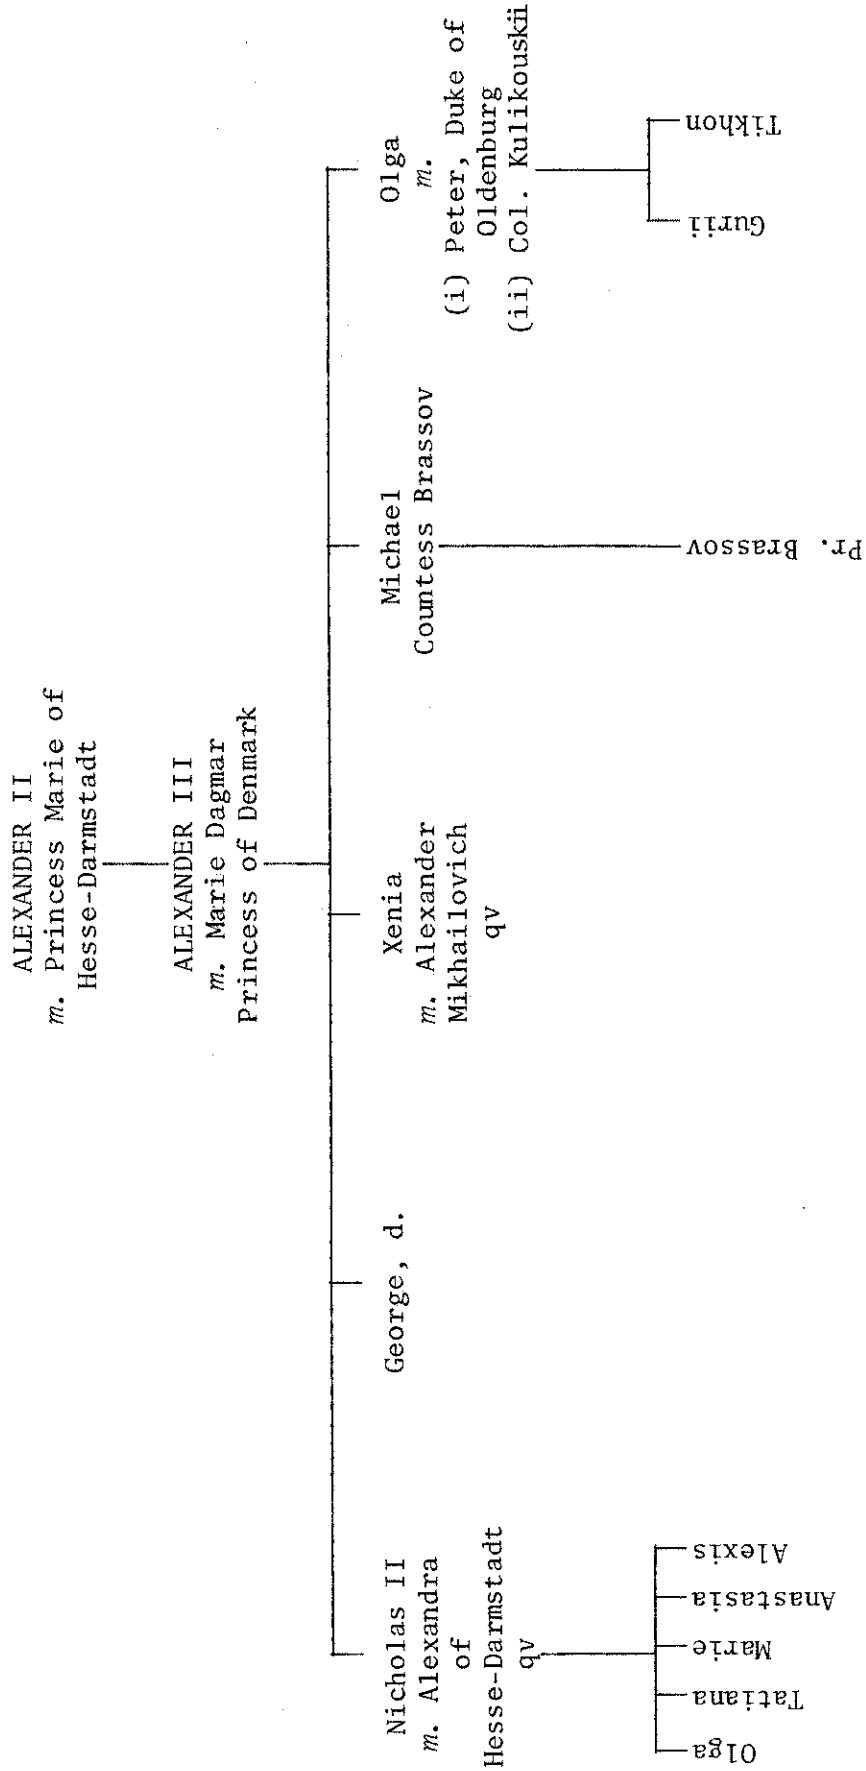 ALEXANDER II
m. Princess Marie of
Hesse-Darmstadt
ALEXANDER III
m. Marie Dagmar
Princess of Denmark
Nicholas II
m. Alexandra
of
Hesse-Darmstadt
qv
George, d.
Xenia
m. Alexander
Mikhailovich
qv
Michael
Countess Brassov
Olga
m.
(i) Peter, Duke of
Oldenburg
(ii) Col. Kulikouskii
Olga
Tatiana
Marie
Anastasia
Alexis
Pr. Brassov
Gurii
Tikhon